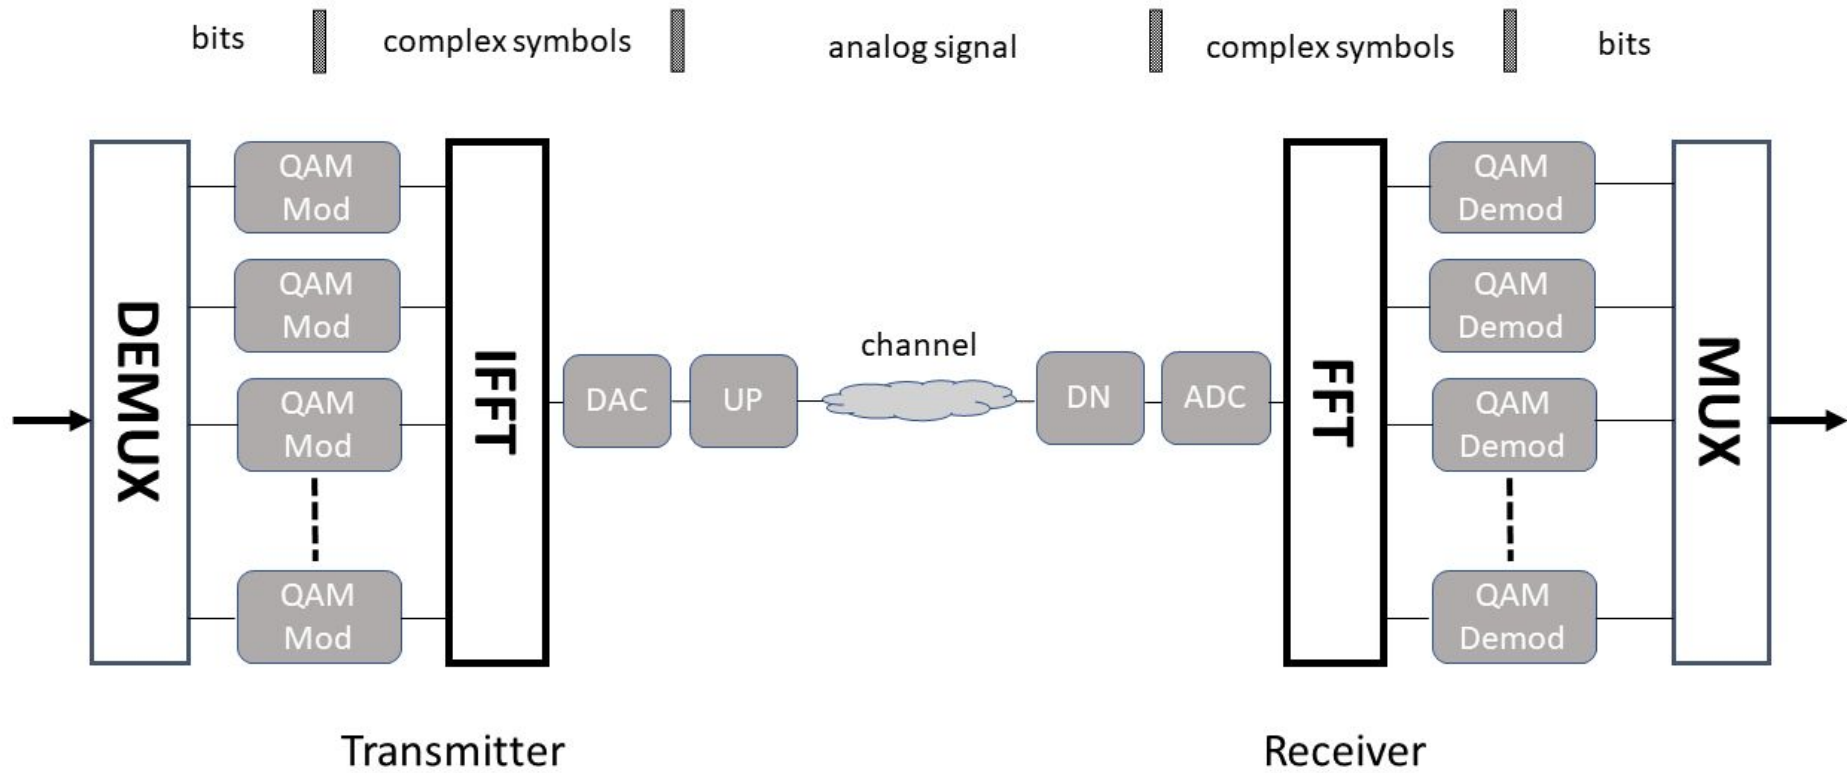 bits
complex symbols
analog signal
complex symbols
bits
DEMUX
QAM
Mod
QAM
Mod
QAM
Mod
QAM
Mod
IFFT
DAC
UP
channel
DN
ADC
FFT
QAM
Demod
QAM
Demod
QAM
Demod
QAM
Demod
MUX
Transmitter
Receiver